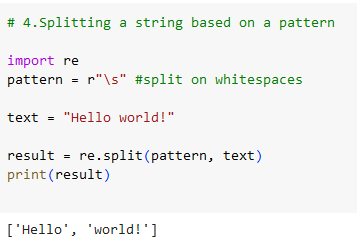 # 4.Splitting a string based on a pattern
import re
pattern = r"\s" #split on whitespaces
text = "Hello world!"
result = re.split(pattern, text)
print(result)
['Hello', 'world!']